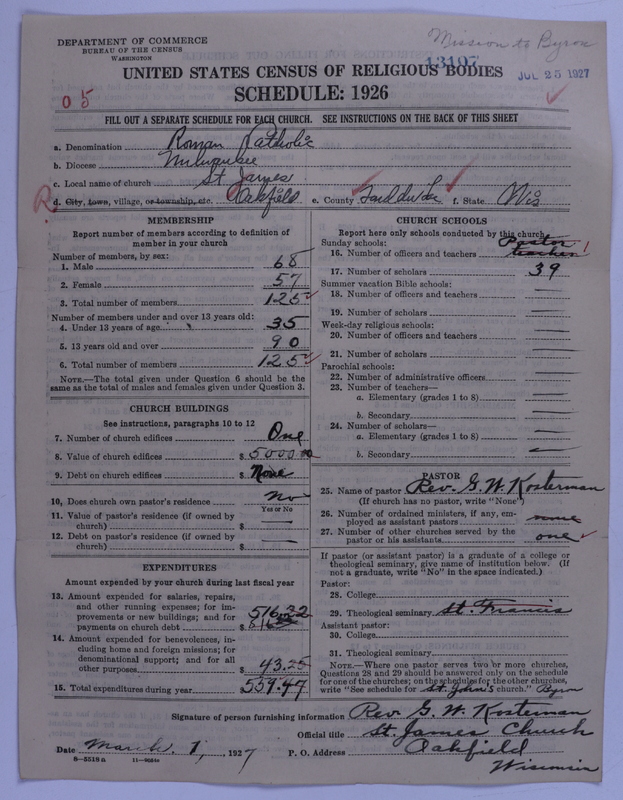 Mission to Byron
DEPARTMENT OF COMMERCE
BUREAU OF THE CENSUS
WASHINGTON
13197
JUL 25 1927
UNITED STATES CENSUS OF RELIGIOUS BODIES
SCHEDULE: 1926
05
FILL OUT A SEPARATE SCHEDULE FOR EACH CHURCH. SEE INSTRUCTIONS ON THE BACK OF THIS SHEET
a. Denomination Roman Katholic
b. Diocese Milwaukee
c. Local name of church St James
R. d. City, town, village, or township, etc. Oakfield e. County Fond du Lac f. State Wis
MEMBERSHIP
Report number of members according to definition of
member in your church
Number of members, by sex:
1. Male 68
2. Female 57
3. Total number of members 125
Number of members under and over 13 years old:
4. Under 13 years of age 35
5. 13 years old and over 90
6. Total number of members 125
NOTE.—The total given under Question 6 should be the
same as the total of males and females given under Question 3.
CHURCH BUILDINGS
See instructions, paragraphs 10 to 12
7. Number of church edifices One
8. Value of church edifices $ 5000.00
9. Debt on church edifices $ None
10. Does church own pastor's residence No
Yes or No
11. Value of pastor's residence (if owned by
church) $ —
12. Debt on pastor's residence (if owned by
church) $ —
EXPENDITURES
Amount expended by your church during last fiscal year
13. Amount expended for salaries, repairs,
and other running expenses; for im-
provements or new buildings; and for
payments on church debt $ 516.22
14. Amount expended for benevolences, in-
cluding home and foreign missions; for
denominational support; and for all
other purposes $ 43.25
15. Total expenditures during year 559.47
CHURCH SCHOOLS
Report here only schools conducted by this church
Sunday schools: Pastor
16. Number of officers and teachers teacher 1
17. Number of scholars 39
Summer vacation Bible schools:
18. Number of officers and teachers —
19. Number of scholars —
Week-day religious schools:
20. Number of officers and teachers —
21. Number of scholars —
Parochial schools:
22. Number of administrative officers —
23. Number of teachers—
a. Elementary (grades 1 to 8) —
b. Secondary —
24. Number of scholars—
a. Elementary (grades 1 to 8) —
b. Secondary —
PASTOR
25. Name of pastor Rev. G. W. Kosterman
(If church has no pastor, write "None")
26. Number of ordained ministers, if any, em-
ployed as assistant pastors none
27. Number of other churches served by the
pastor or his assistants one
If pastor (or assistant pastor) is a graduate of a college or
theological seminary, give name of institution below. (If
not a graduate, write "No" in the space indicated.)
Pastor:
28. College
29. Theological seminary St. Francis
Assistant pastor:
30. College
31. Theological seminary
NOTE.—Where one pastor serves two or more churches,
Questions 28 and 29 should be answered only on the schedule
for one of the churches; on the schedules for the other churches,
write "See schedule for St. John's church." Byron
Signature of person furnishing information Rev. G. W. Kosterman
Official title St. James Church
Date March 1, 1927 P. O. Address Oakfield
8—5518 a
Wisconsin